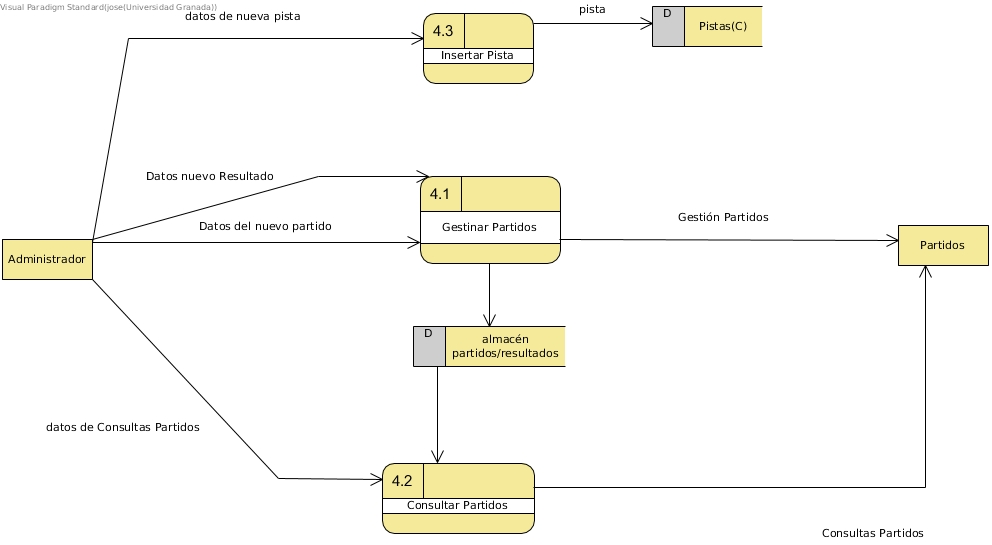 Visual Paradigm Standard(jose(Universidad Granada))
datos de nueva pista
pista
4.3
Insertar Pista
D
Pistas(C)
Datos nuevo Resultado
4.1
Datos del nuevo partido
Gestinar Partidos
Gestión Partidos
Administrador
Partidos
D
almacén
partidos/resultados
datos de Consultas Partidos
4.2
Consultar Partidos
Consultas Partidos